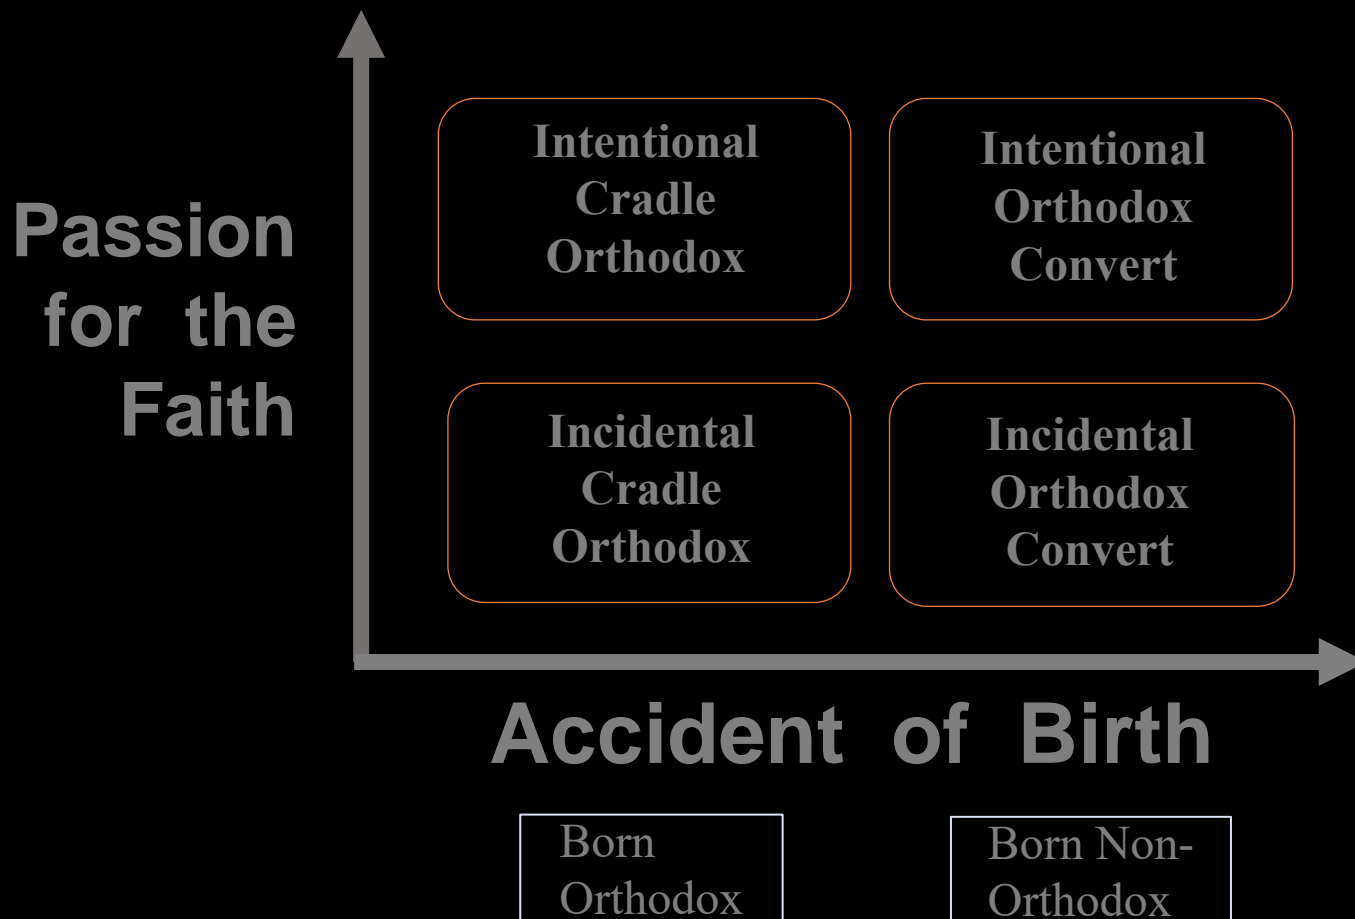 Passion
for the
Faith
Intentional
Cradle
Orthodox
Intentional
Orthodox
Convert
Incidental
Cradle
Orthodox
Incidental
Orthodox
Convert
Accident of Birth
Born
Orthodox
Born Non-
Orthodox